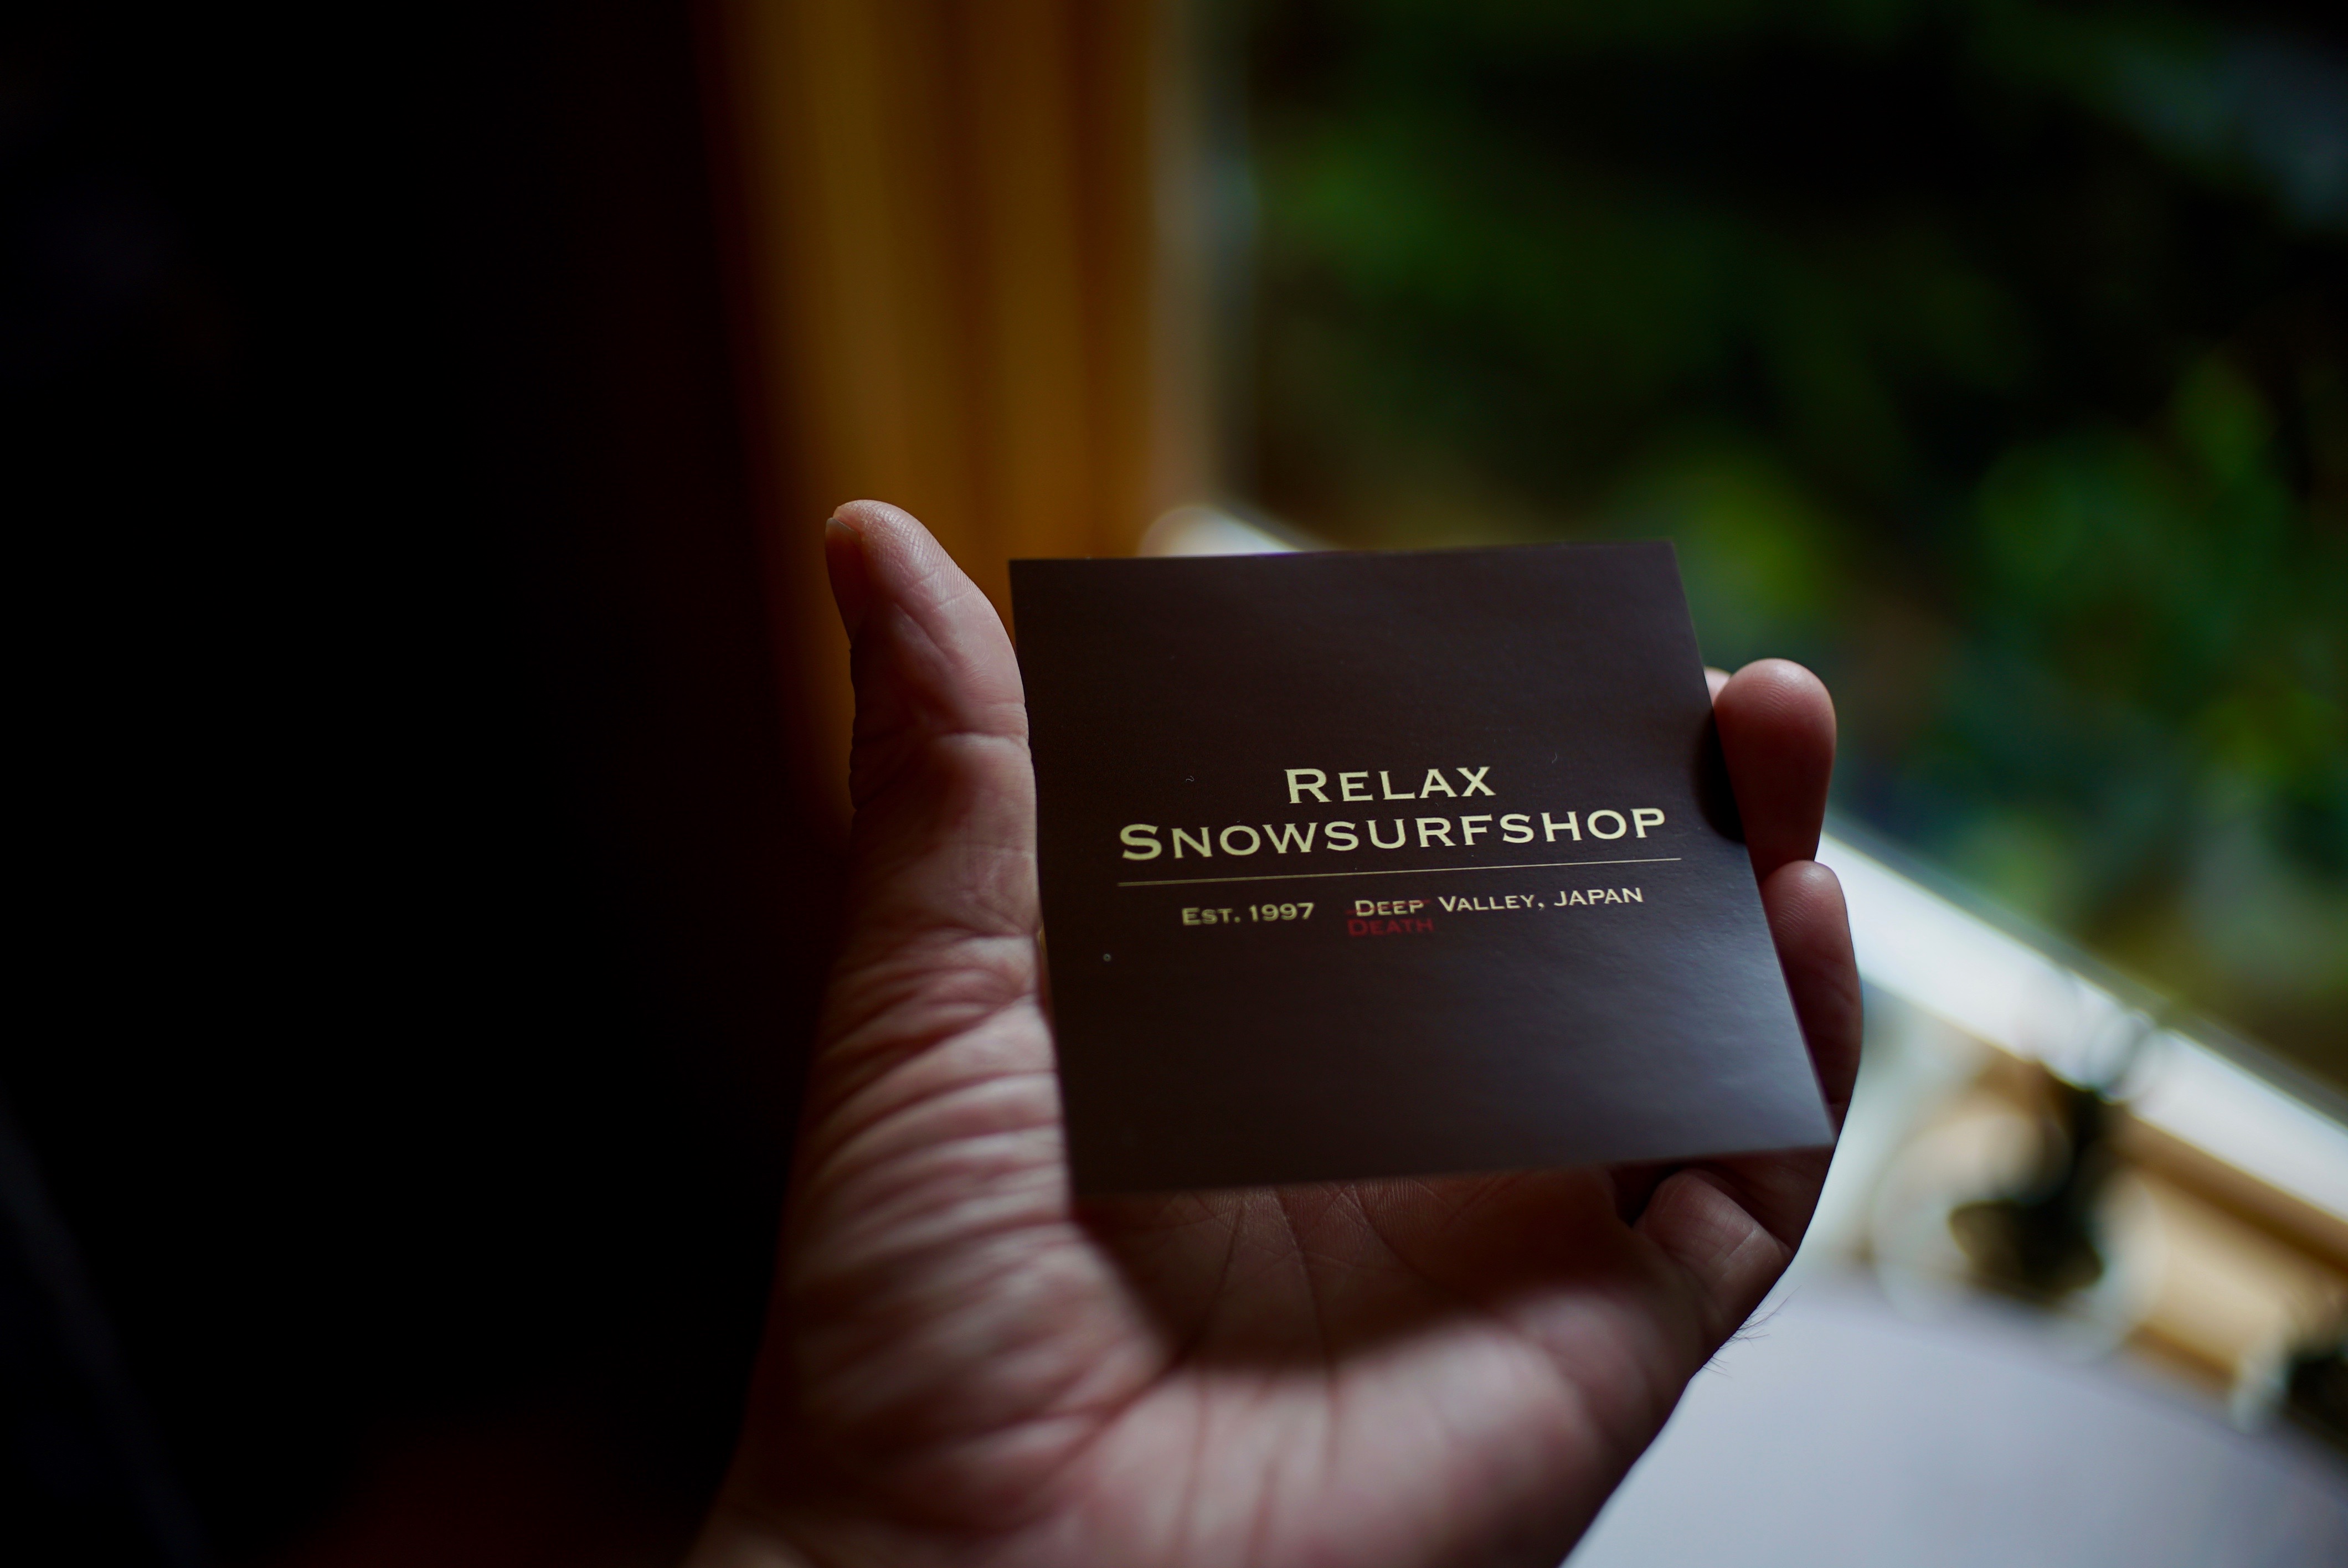 RELAX
SNOWSURFSHOP
EST. 1997 DEEP VALLEY, JAPAN
DEATH